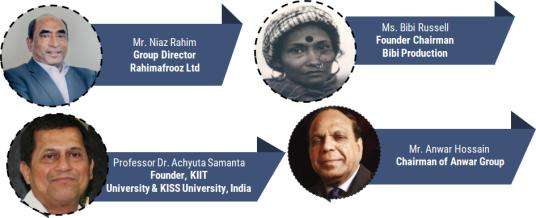 Mr. Niaz Rahim
Group Director
Rahimafrooz Ltd
Ms. Bibi Russell
Founder Chairman
Bibi Production
Professor Dr. Achyuta Samanta
Founder, KIIT
University & KISS University, India
Mr. Anwar Hossain
Chairman of Anwar Group